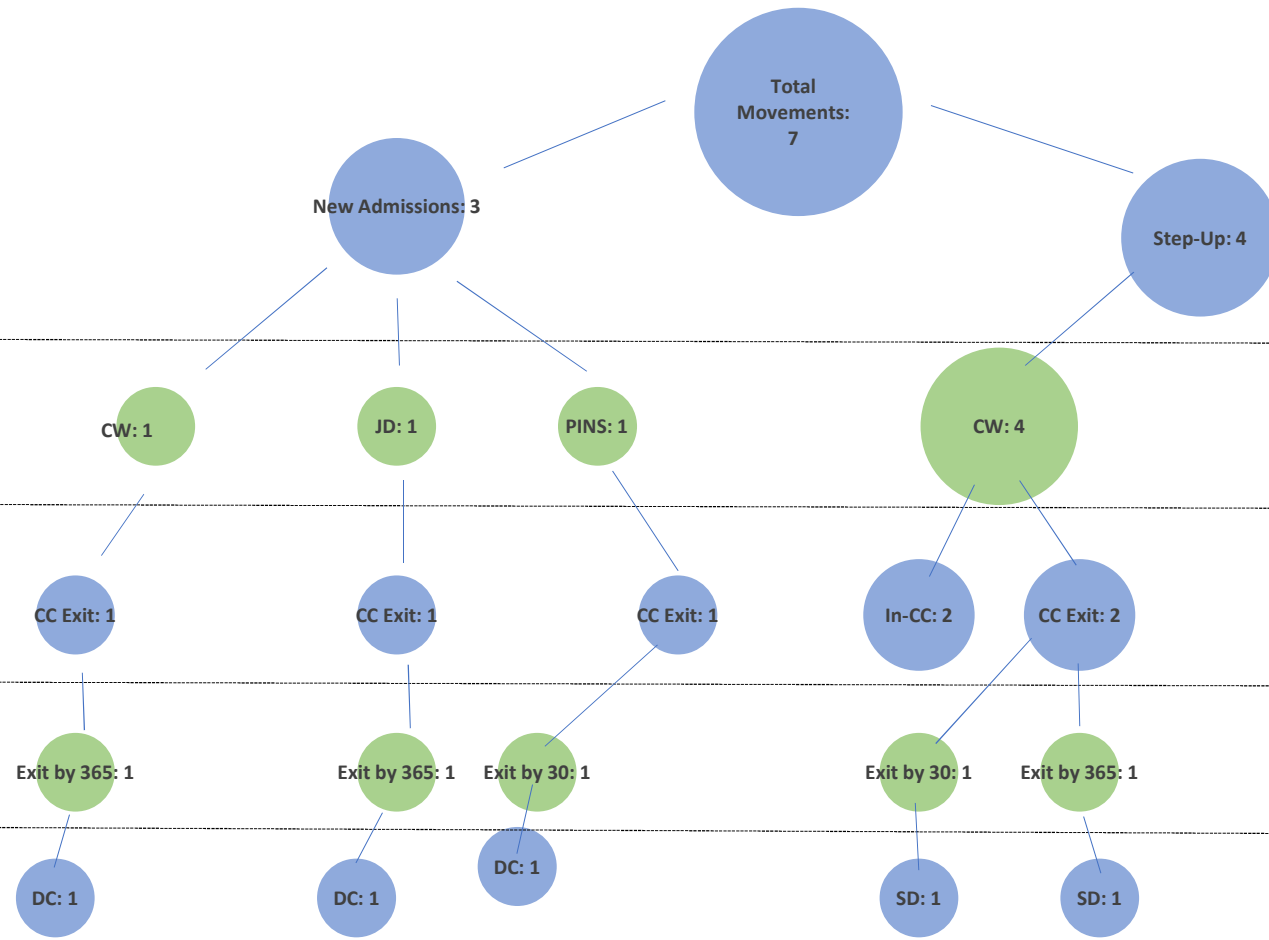 Total
Movements:
7
New Admissions: 3
Step-Up: 4
CW: 1
JD: 1
PINS: 1
CW: 4
CC Exit: 1
CC Exit: 1
CC Exit: 1
In-CC: 2
CC Exit: 2
Exit by 365: 1
Exit by 365: 1
Exit by 30: 1
Exit by 30: 1
Exit by 365: 1
DC: 1
DC: 1
DC: 1
SD: 1
SD: 1